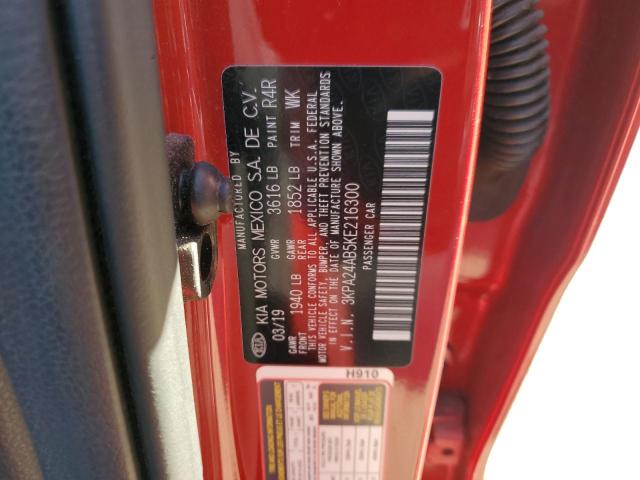 MANUFACTURED BY
KIA KIA MOTORS MEXICO S.A. DE C.V.
03/19 GVWR 3616 LB PAINT R4R
GAWR FRONT 1940 LB GAWR REAR 1852 LB TRIM WK
THIS VEHICLE CONFORMS TO ALL APPLICABLE U.S.A. FEDERAL
MOTOR VEHICLE SAFETY, BUMPER, AND THEFT PREVENTION STANDARDS
IN EFFECT ON THE DATE OF MANUFACTURE SHOWN ABOVE.
V.I.N. 3KPA24AB5KE216300
PASSENGER CAR
H910